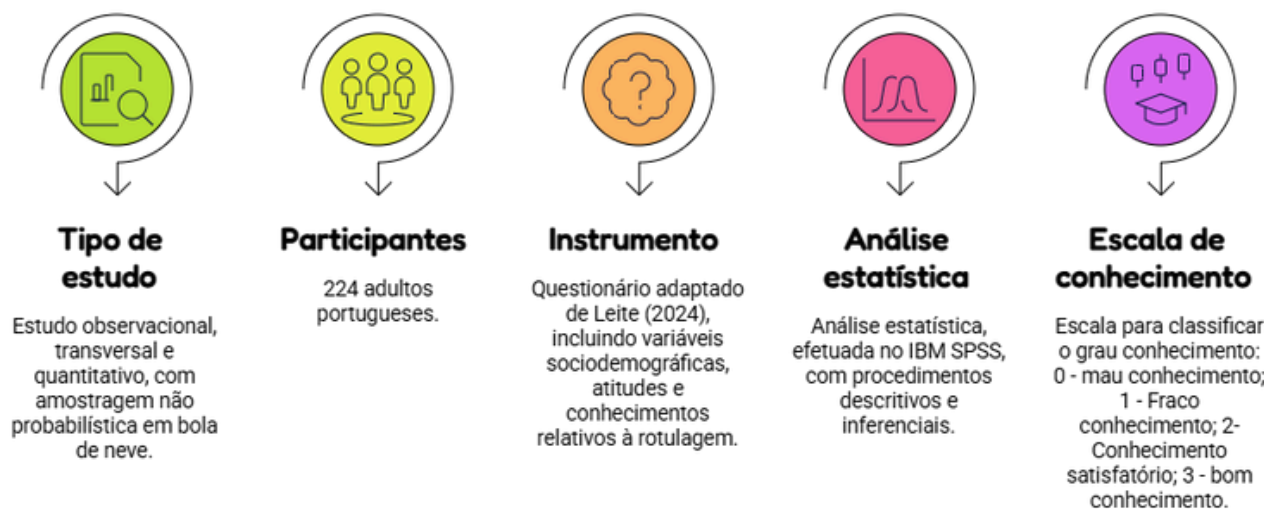 Tipo de
estudo
Estudo observacional,
transversal e
quantitativo, com
amostragem não
probabilística em bola
de neve.
Participantes
224 adultos
portugueses.
?
Instrumento
Questionário adaptado
de Leite (2024),
incluindo variáveis
sociodemográficas,
atitudes e
conhecimentos
relativos à rotulagem.
Análise
estatística
Análise estatística,
efetuada no IBM SPSS,
com procedimentos
descritivos e
inferenciais.
Escala de
conhecimento
Escala para classificar
o grau conhecimento:
0 - mau conhecimento;
1 - Fraco
conhecimento; 2-
Conhecimento
satisfatório; 3 - bom
conhecimento.